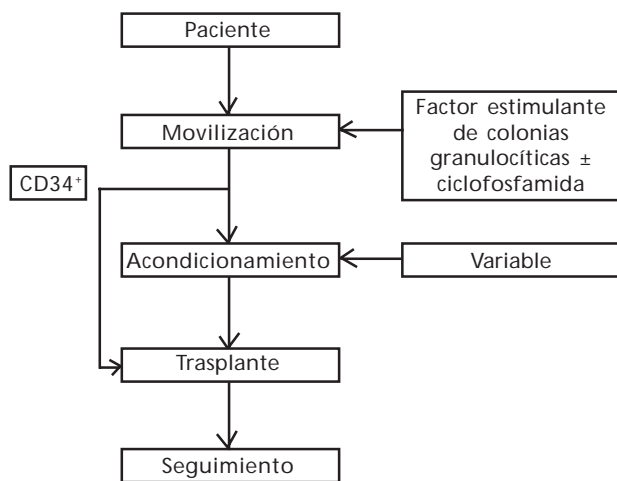 Paciente
Movilización
Factor estimulante
de colonias
granulocíticas ±
ciclofosfamida
CD34⁺
Acondicionamiento
Variable
Trasplante
Seguimiento